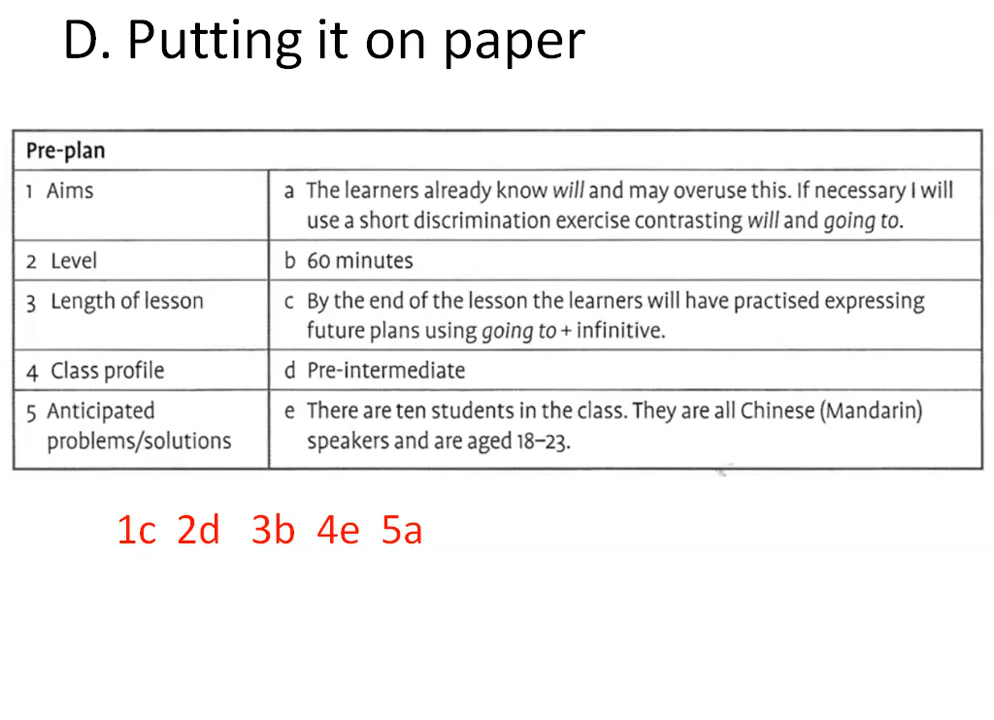 D. Putting it on paper
Pre-plan
1 Aims
a The learners already know will and may overuse this. If necessary I will
use a short discrimination exercise contrasting will and going to.
2 Level
b 60 minutes
3 Length of lesson
c By the end of the lesson the learners will have practised expressing
future plans using going to + infinitive.
4 Class profile
d Pre-intermediate
5 Anticipated
problems/solutions
e There are ten students in the class. They are all Chinese (Mandarin)
speakers and are aged 18–23.
1c 2d 3b 4e 5a